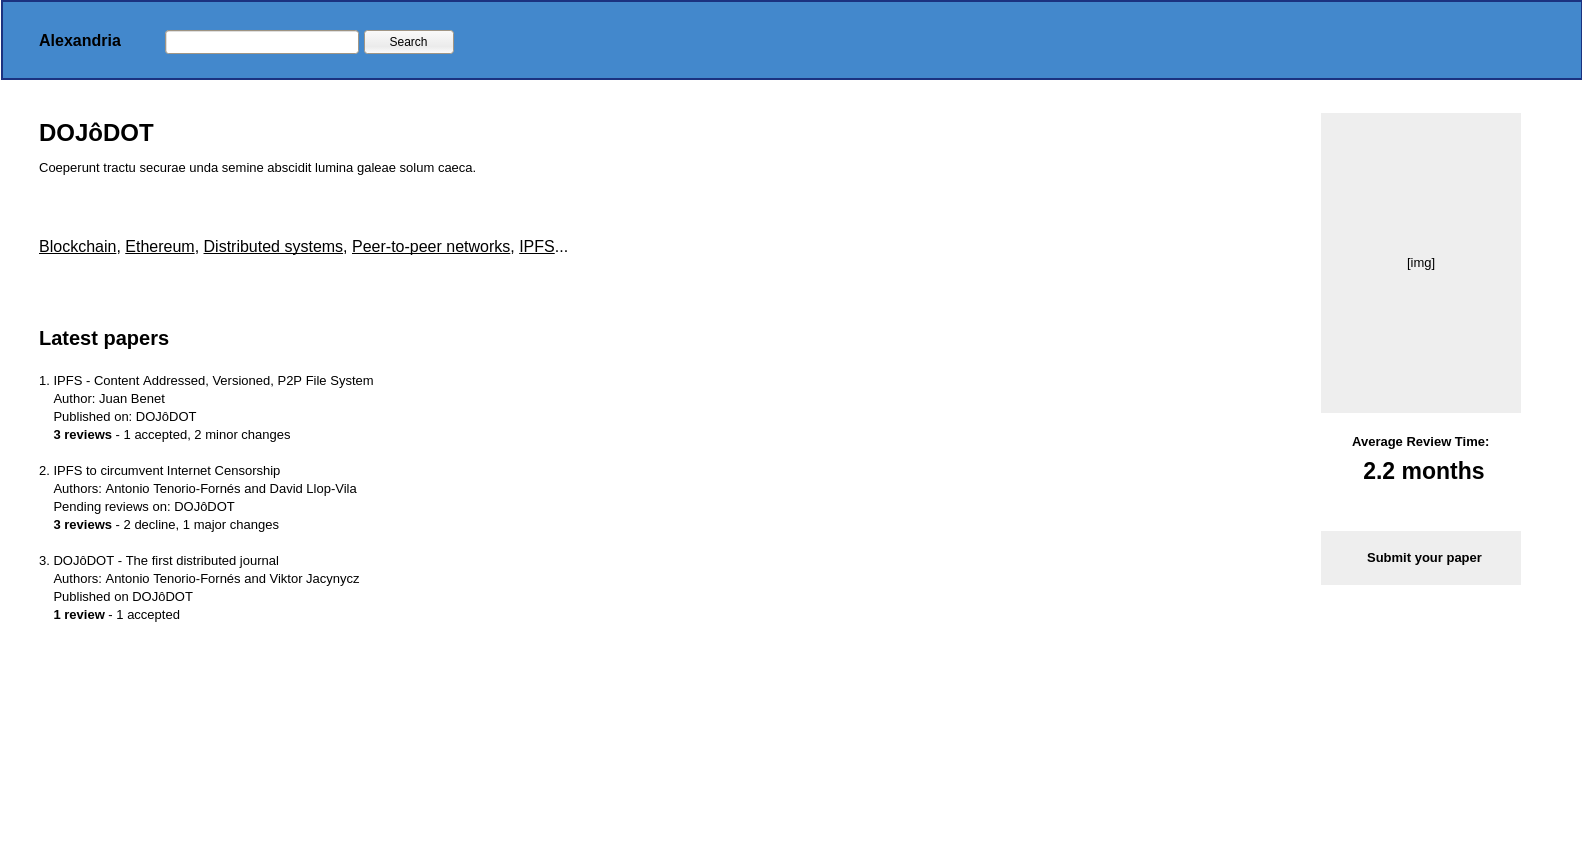 Alexandria
Search
DOJôDOT
Coeperunt tractu securae unda semine abscidit lumina galeae solum caeca.
Blockchain, Ethereum, Distributed systems, Peer-to-peer networks, IPFS...
Latest papers
1. IPFS - Content Addressed, Versioned, P2P File System
Author: Juan Benet
Published on: DOJôDOT
3 reviews - 1 accepted, 2 minor changes
2. IPFS to circumvent Internet Censorship
Authors: Antonio Tenorio-Fornés and David Llop-Vila
Pending reviews on: DOJôDOT
3 reviews - 2 decline, 1 major changes
3. DOJôDOT - The first distributed journal
Authors: Antonio Tenorio-Fornés and Viktor Jacynycz
Published on DOJôDOT
1 review - 1 accepted
[img]
Average Review Time:
2.2 months
Submit your paper